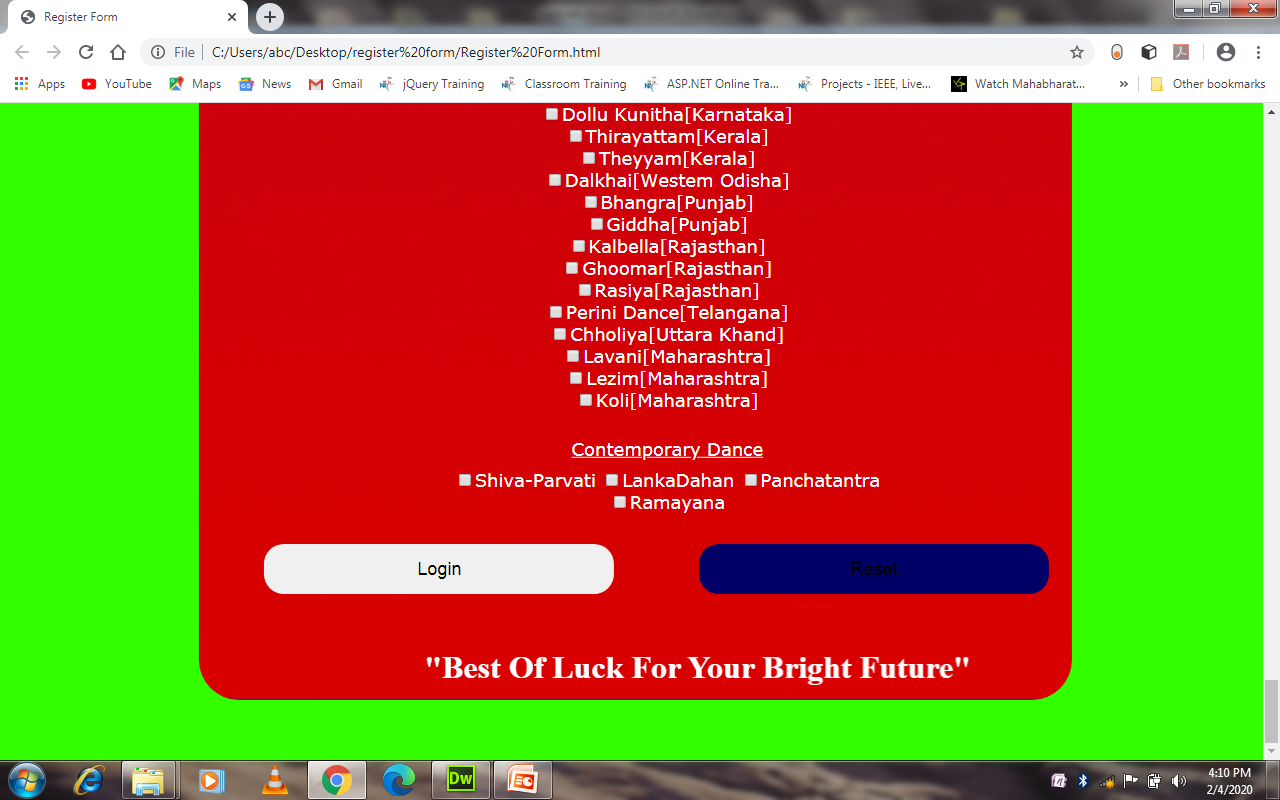 Register Form
File
C:/Users/abc/Desktop/register%20form/Register%20Form.html
Apps YouTube Maps News Gmail jQuery Training Classroom Training ASP.NET Online Tra... Projects - IEEE, Live... Watch Mahabharat... » Other bookmarks
Dollu Kunitha[Karnataka]
Thirayattam[Kerala]
Theyyam[Kerala]
Dalkhai[Westem Odisha]
Bhangra[Punjab]
Giddha[Punjab]
Kalbella[Rajasthan]
Ghoomar[Rajasthan]
Rasiya[Rajasthan]
Perini Dance[Telangana]
Chholiya[Uttara Khand]
Lavani[Maharashtra]
Lezim[Maharashtra]
Koli[Maharashtra]
Contemporary Dance
Shiva-Parvati LankaDahan Panchatantra
Ramayana
Login Reset
"Best Of Luck For Your Bright Future"
Dw
4:10 PM
2/4/2020